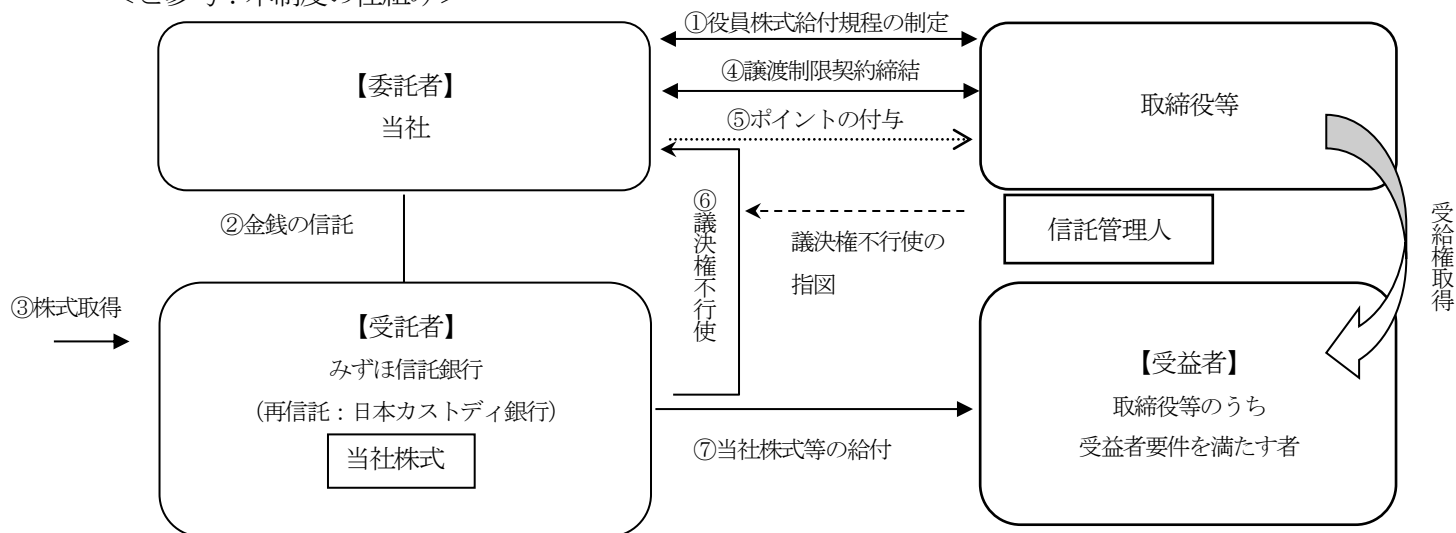 ＜ご参考：本制度の仕組み＞
①役員株式給付規程の制定
【委託者】
当社
④譲渡制限契約締結
⑤ポイントの付与
取締役等
②金銭の信託
⑥議決権不行使
議決権不行使の
指図
信託管理人
受給権取得
③株式取得
【受託者】
みずほ信託銀行
（再信託：日本カストディ銀行）
当社株式
⑦当社株式等の給付
【受益者】
取締役等のうち
受益者要件を満たす者